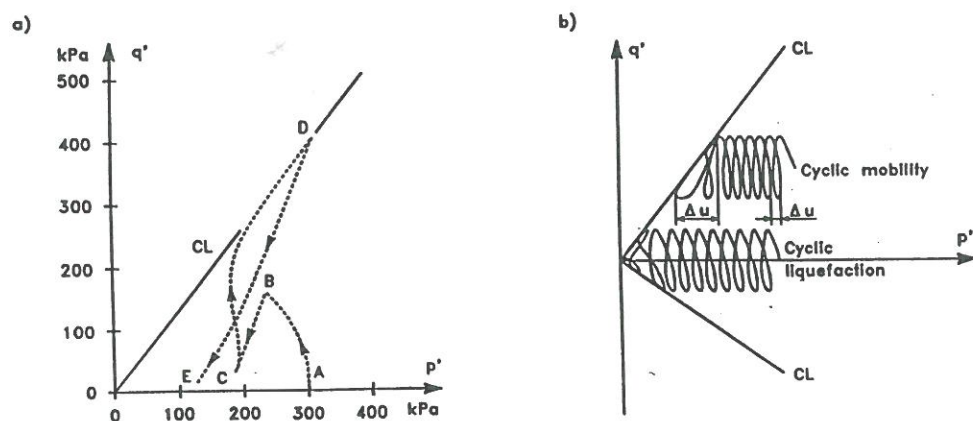 a)
q'
kPa
500
400
300
200
100
0
0
100
200
300
400
kPa
p'
CL
D
B
A
C
E
b)
q'
CL
Cyclic mobility
Δu
Δu
p'
Cyclic
liquefaction
CL